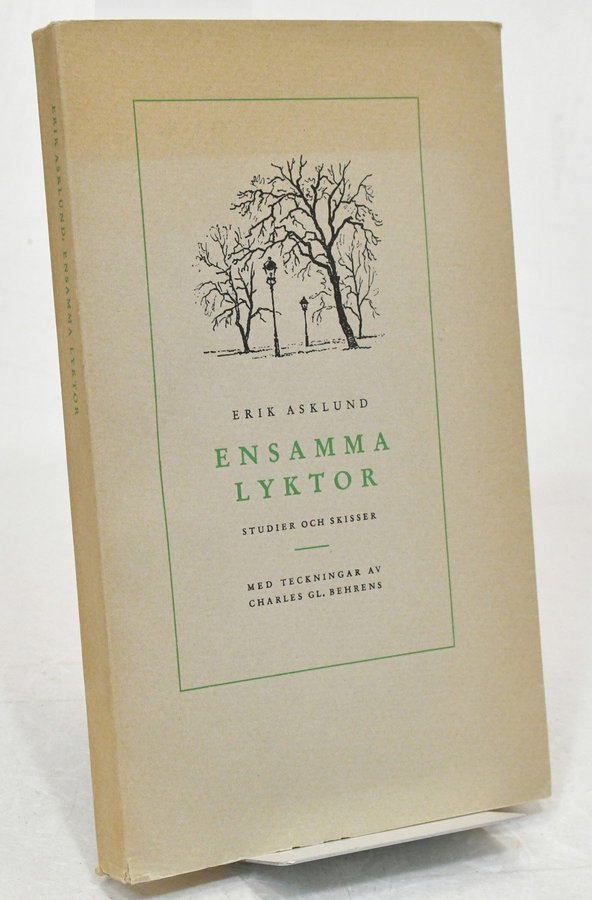 ERIK ASKLUND: ENSAMMA LYKTOR
ERIK ASKLUND
ENSAMMA
LYKTOR
STUDIER OCH SKISSER
MED TECKNINGAR AV
CHARLES GL. BEHRENS